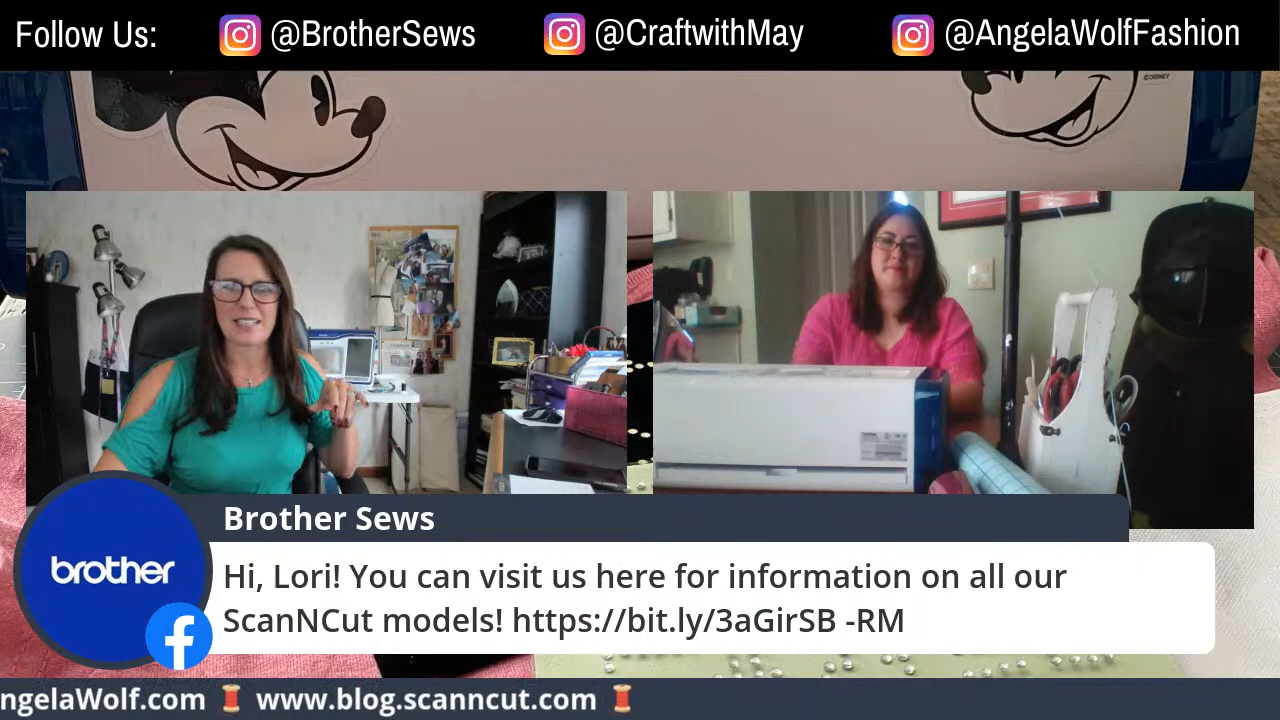 Follow Us: @BrotherSews @CraftwithMay @AngelaWolfFashion
©DISNEY
Brother Sews
brother
Hi, Lori! You can visit us here for information on all our
ScanNCut models! https://bit.ly/3aGirSB -RM
ngelaWolf.com www.blog.scanncut.com